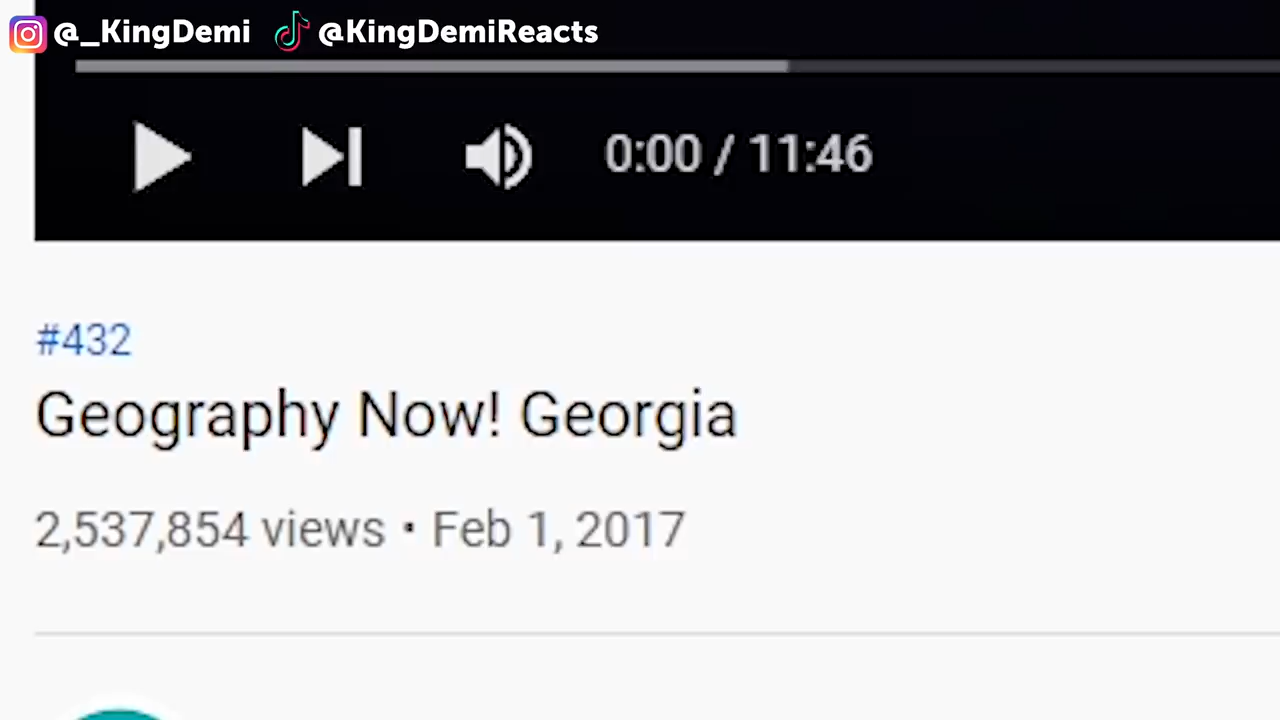 @_KingDemi @KingDemiReacts
0:00 / 11:46
#432
Geography Now! Georgia
2,537,854 views • Feb 1, 2017